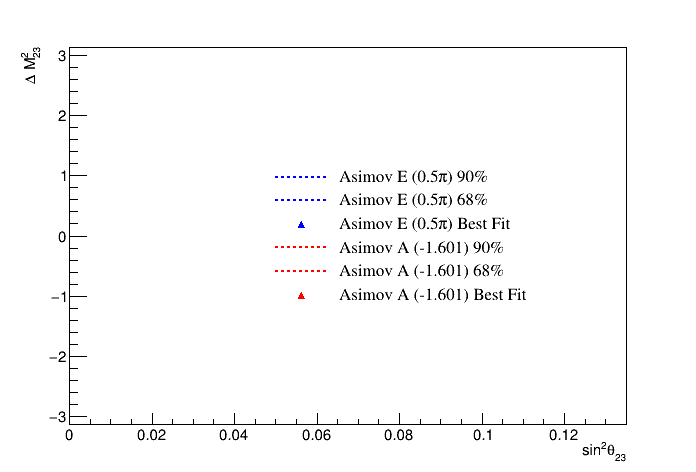 Δ M²₂₃
3
2
1
0
−1
−2
−3
Asimov E (0.5π) 90%
Asimov E (0.5π) 68%
Asimov E (0.5π) Best Fit
Asimov A (-1.601) 90%
Asimov A (-1.601) 68%
Asimov A (-1.601) Best Fit
0 0.02 0.04 0.06 0.08 0.1 0.12
sin²θ₂₃